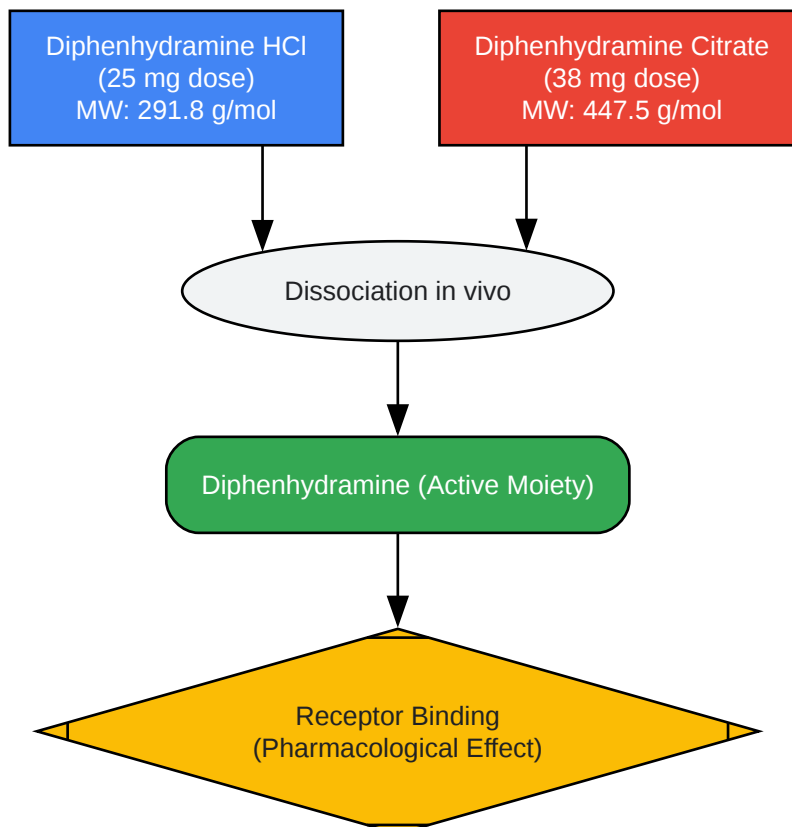 Diphenhydramine HCl
(25 mg dose)
MW: 291.8 g/mol
Diphenhydramine Citrate
(38 mg dose)
MW: 447.5 g/mol
Dissociation in vivo
Diphenhydramine (Active Moiety)
Receptor Binding
(Pharmacological Effect)